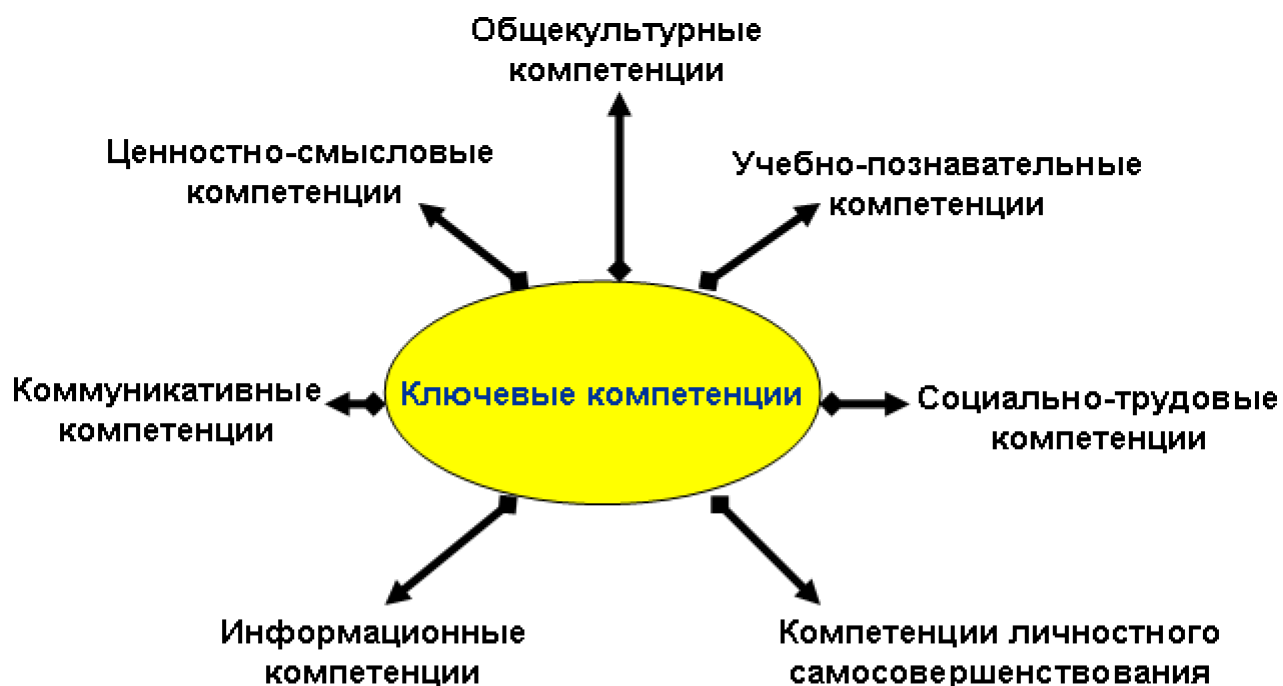 Общекультурные
компетенции
Ценностно-смысловые
компетенции
Учебно-познавательные
компетенции
Коммуникативные
компетенции
Ключевые компетенции
Социально-трудовые
компетенции
Информационные
компетенции
Компетенции личностного
самосовершенствования